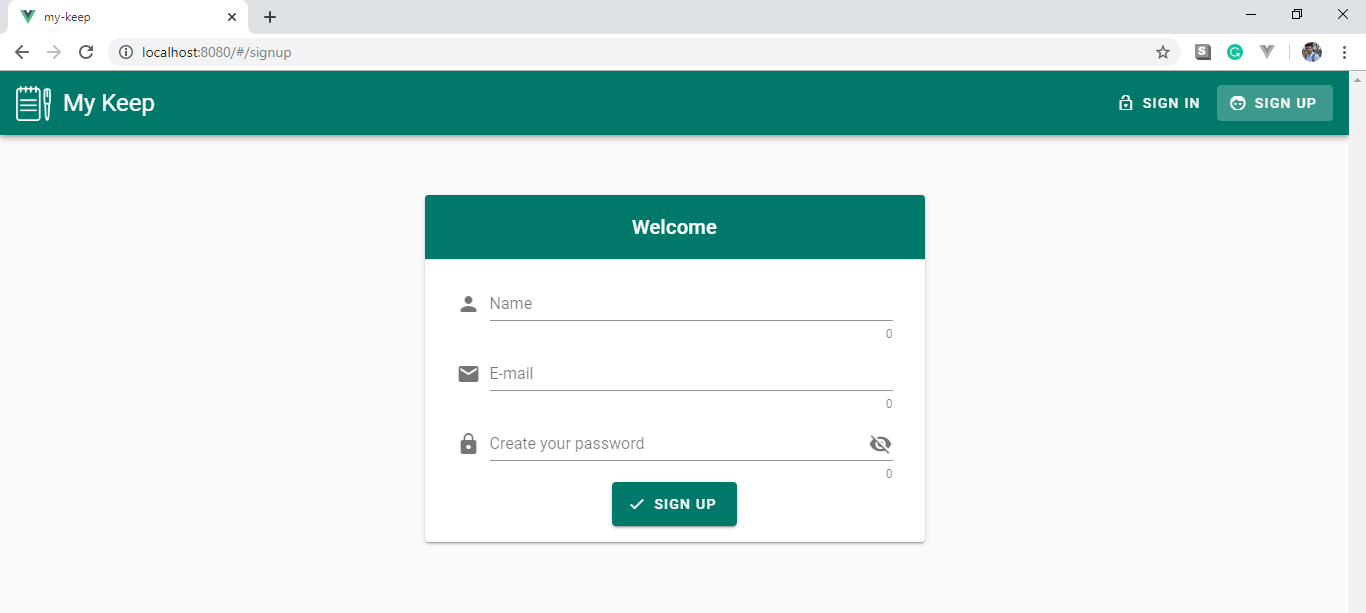 my-keep
localhost:8080/#/signup
S
G
My Keep
SIGN IN
SIGN UP
Welcome
Name
0
E-mail
0
Create your password
0
SIGN UP